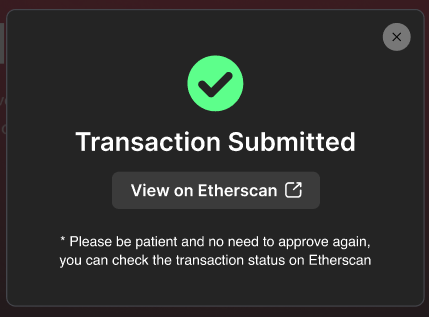 Transaction Submitted
View on Etherscan
* Please be patient and no need to approve again,
you can check the transaction status on Etherscan